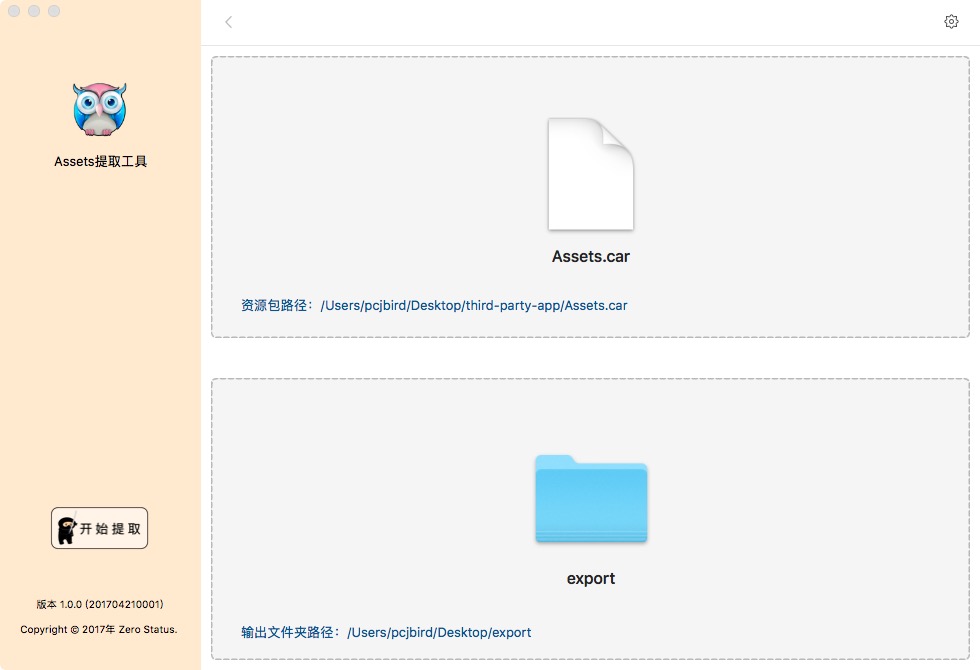 Assets提取工具
开始提取
版本 1.0.0 (201704210001)
Copyright © 2017年 Zero Status.
Assets.car
资源包路径：/Users/pcjbird/Desktop/third-party-app/Assets.car
export
输出文件夹路径：/Users/pcjbird/Desktop/export